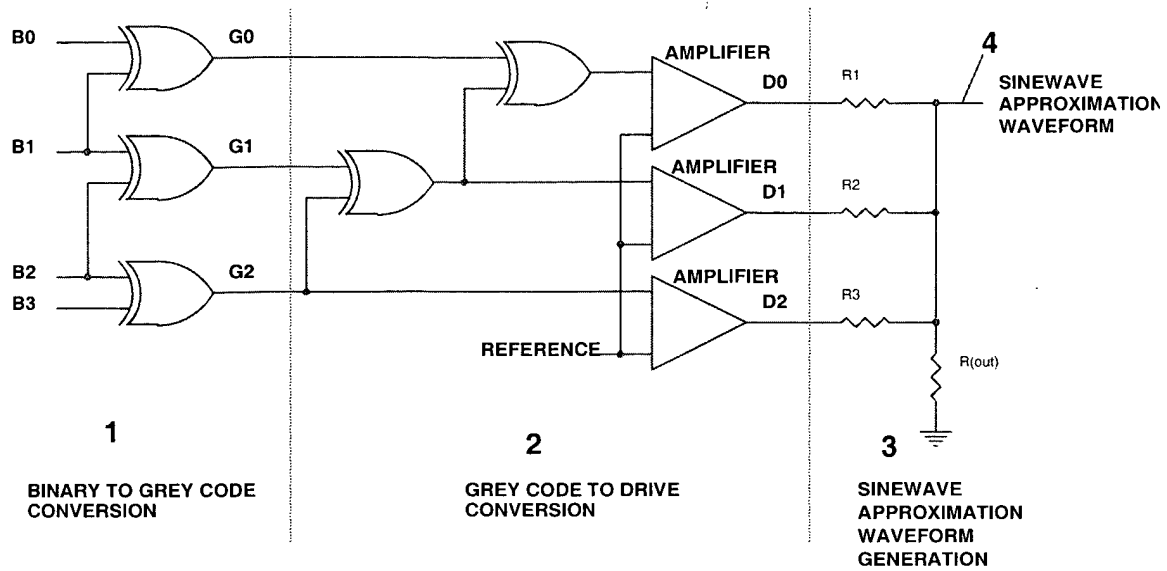 B0
G0
B1
G1
B2
B3
G2
AMPLIFIER
D0
AMPLIFIER
D1
AMPLIFIER
D2
REFERENCE
R1
R2
R3
R(out)
4
SINEWAVE
APPROXIMATION
WAVEFORM
1
BINARY TO GREY CODE
CONVERSION
2
GREY CODE TO DRIVE
CONVERSION
3
SINEWAVE
APPROXIMATION
WAVEFORM
GENERATION